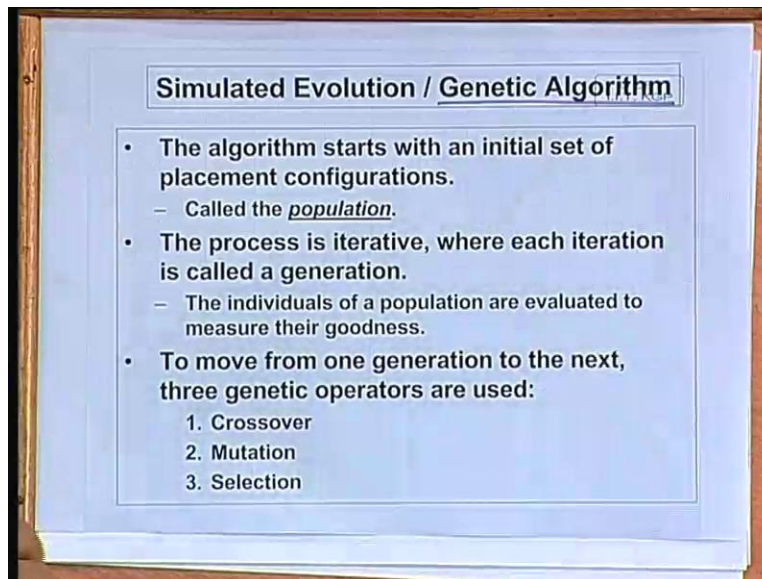 Simulated Evolution / Genetic Algorithm
• The algorithm starts with an initial set of
placement configurations.
– Called the population.
• The process is iterative, where each iteration
is called a generation.
– The individuals of a population are evaluated to
measure their goodness.
• To move from one generation to the next,
three genetic operators are used:
1. Crossover
2. Mutation
3. Selection